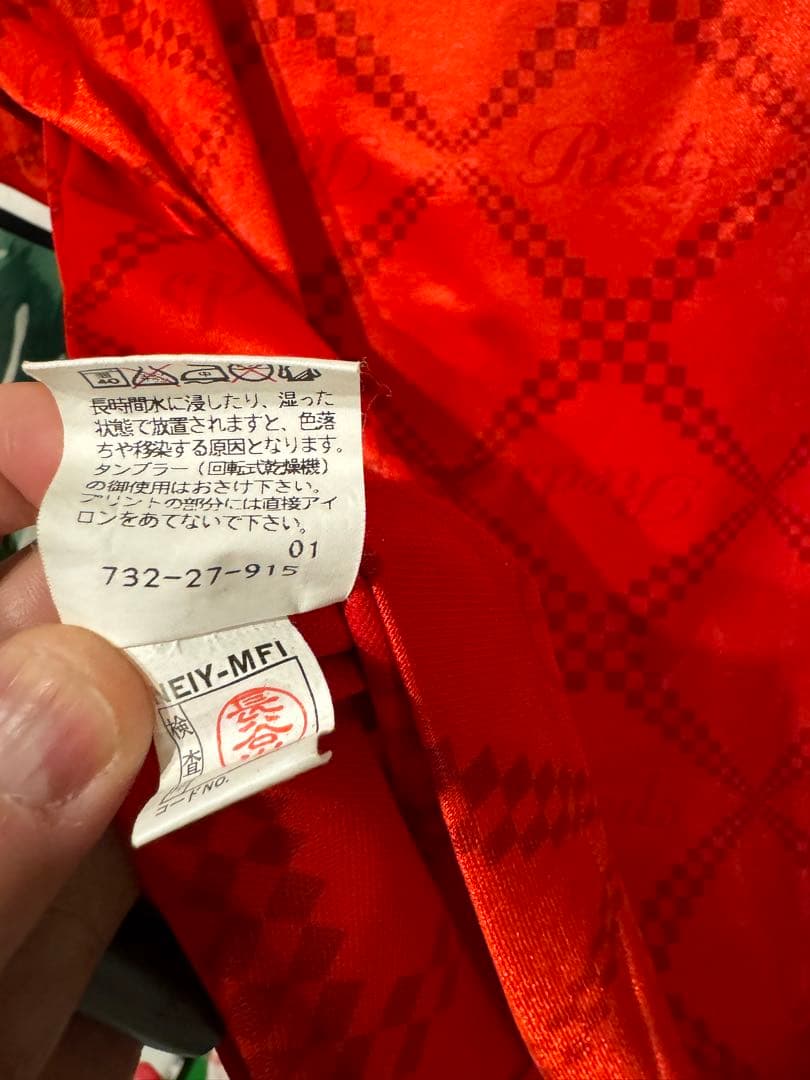 Red
中
長時間水に浸したり、湿った
状態で放置されますと、色落
ちや移染する原因となります。
タンブラー（回転式乾燥機）
の御使用はおさけ下さい。
プリントの部分には直接アイ
ロンをあてないで下さい。
01
732-27-915
NEIY-MFI
検
査
コードNO.